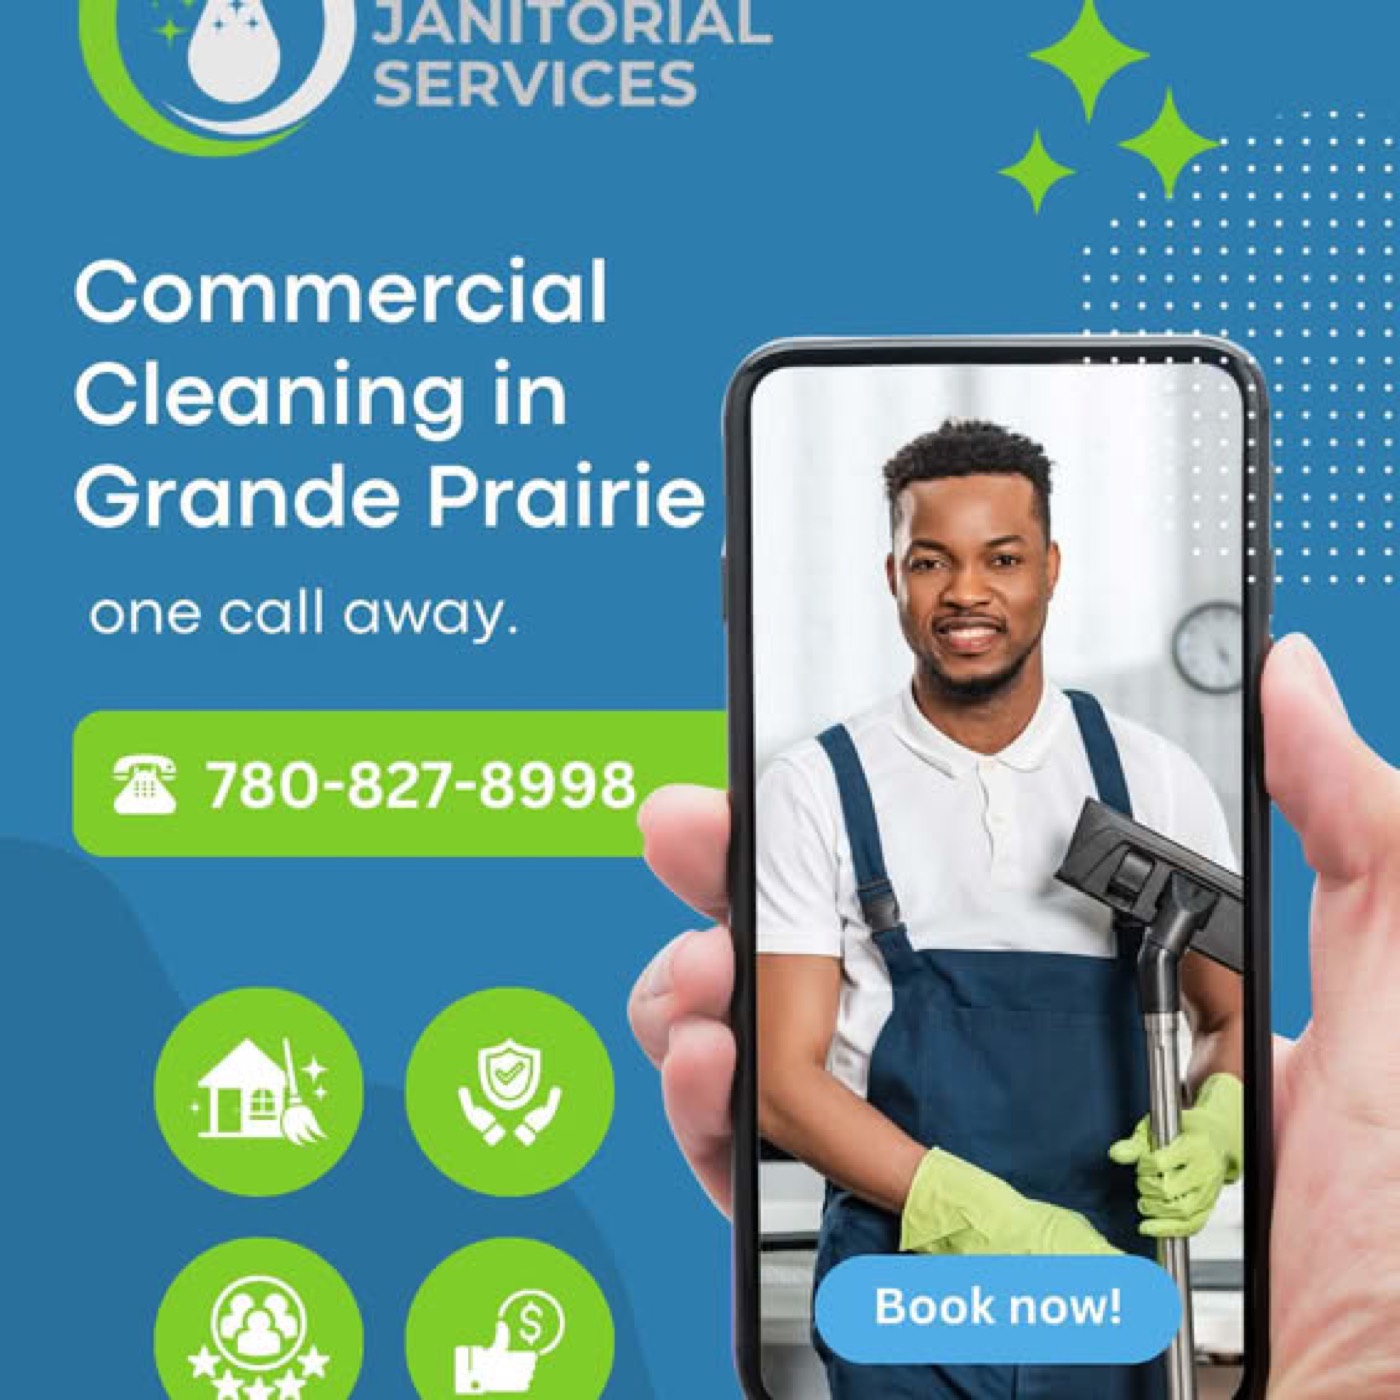 JANITORIAL
SERVICES
Commercial
Cleaning in
Grande Prairie
one call away.
780-827-8998
Book now!
$